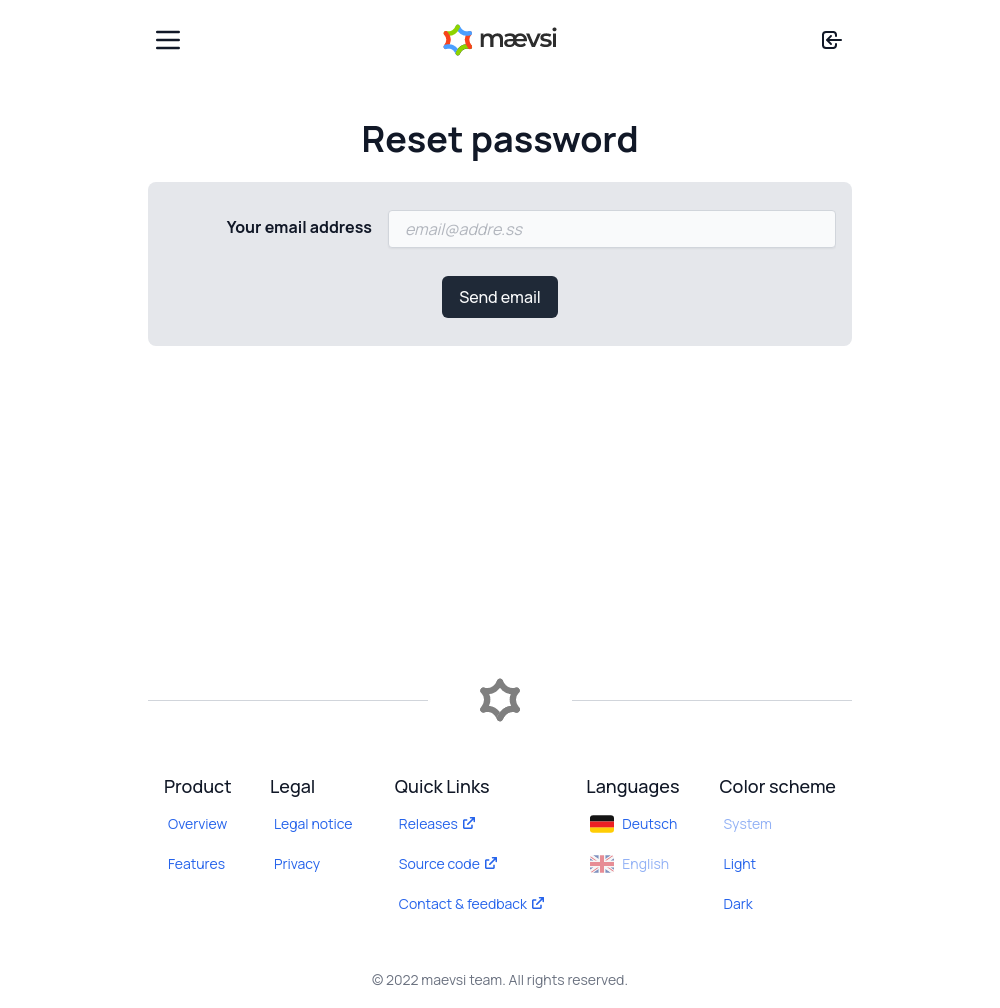 mævsi
Reset password
Your email address
email@addre.ss
Send email
Product
Overview
Features
Legal
Legal notice
Privacy
Quick Links
Releases
Source code
Contact & feedback
Languages
Deutsch
English
Color scheme
System
Light
Dark
© 2022 maevsi team. All rights reserved.